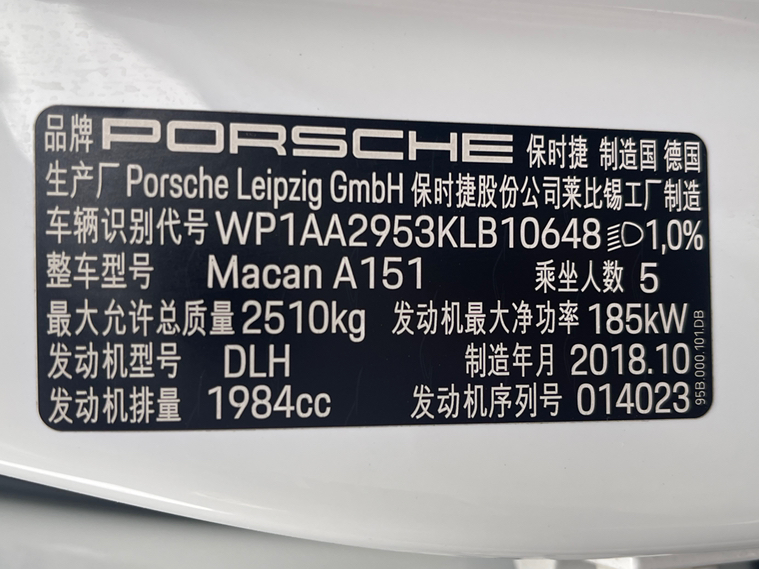 品牌 PORSCHE 保时捷 制造国 德国
生产厂 Porsche Leipzig GmbH 保时捷股份公司莱比锡工厂制造
车辆识别代号 WP1AA2953KLB10648 1,0%
整车型号 Macan A151 乘坐人数 5
最大允许总质量 2510kg 发动机最大净功率 185kW
发动机型号 DLH 制造年月 2018.10
发动机排量 1984cc 发动机序列号 014023
95B.000.101.DB